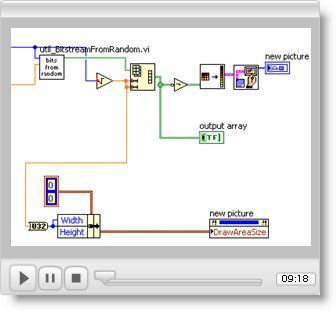 util_BitstreamFromRandom.vi
bits
from
random
new picture
output array
TF
0
0
new picture
U32
Width
Height
DrawAreaSize
09:18